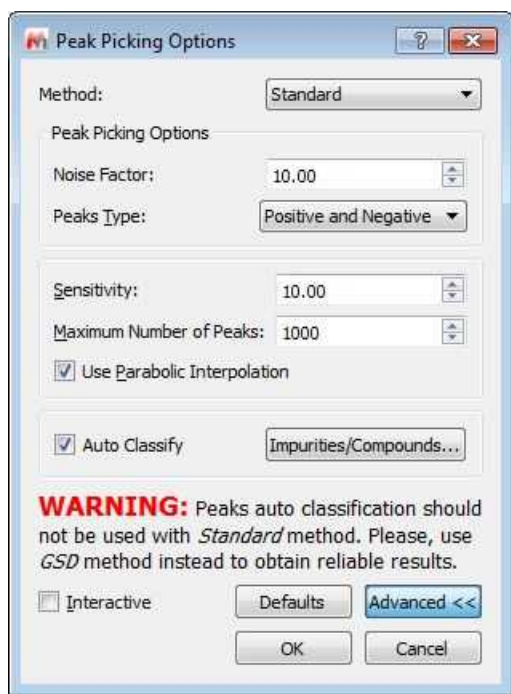 Peak Picking Options
Method: Standard
Peak Picking Options
Noise Factor: 10.00
Peaks Type: Positive and Negative
Sensitivity: 10.00
Maximum Number of Peaks: 1000
Use Parabolic Interpolation
Auto Classify Impurities/Compounds...
WARNING: Peaks auto classification should
not be used with Standard method. Please, use
GSD method instead to obtain reliable results.
Interactive Defaults Advanced <<
OK Cancel